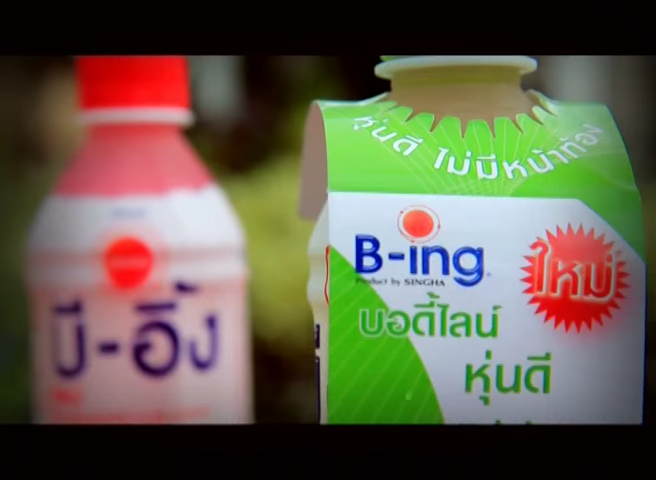 หุ่นดี ไม่มีหน้าท้อง
B-ing
Product by SINGHA
ใหม่
บอดี้ไลน์
หุ่นดี
บี-อิ้ง